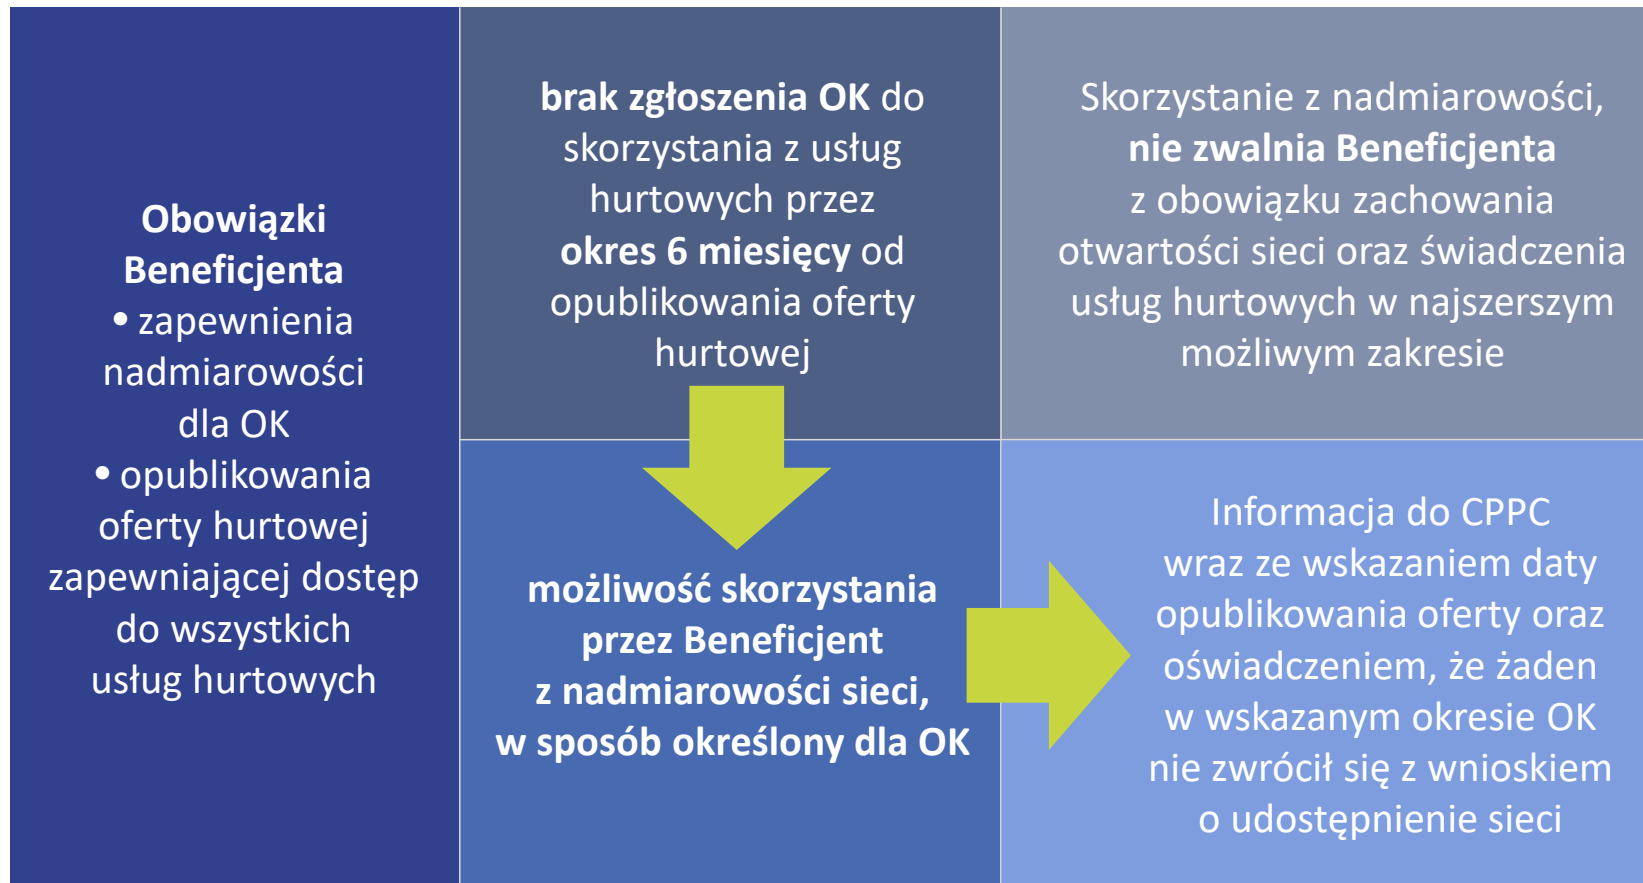 Obowiązki
Beneficjenta
• zapewnienia
nadmiarowości
dla OK
• opublikowania
oferty hurtowej
zapewniającej dostęp
do wszystkich
usług hurtowych
brak zgłoszenia OK do
skorzystania z usług
hurtowych przez
okres 6 miesięcy od
opublikowania oferty
hurtowej
Skorzystanie z nadmiarowości,
nie zwalnia Beneficjenta
z obowiązku zachowania
otwartości sieci oraz świadczenia
usług hurtowych w najszerszym
możliwym zakresie
możliwość skorzystania
przez Beneficjent
z nadmiarowości sieci,
w sposób określony dla OK
Informacja do CPPC
wraz ze wskazaniem daty
opublikowania oferty oraz
oświadczeniem, że żaden
w wskazanym okresie OK
nie zwrócił się z wnioskiem
o udostępnienie sieci